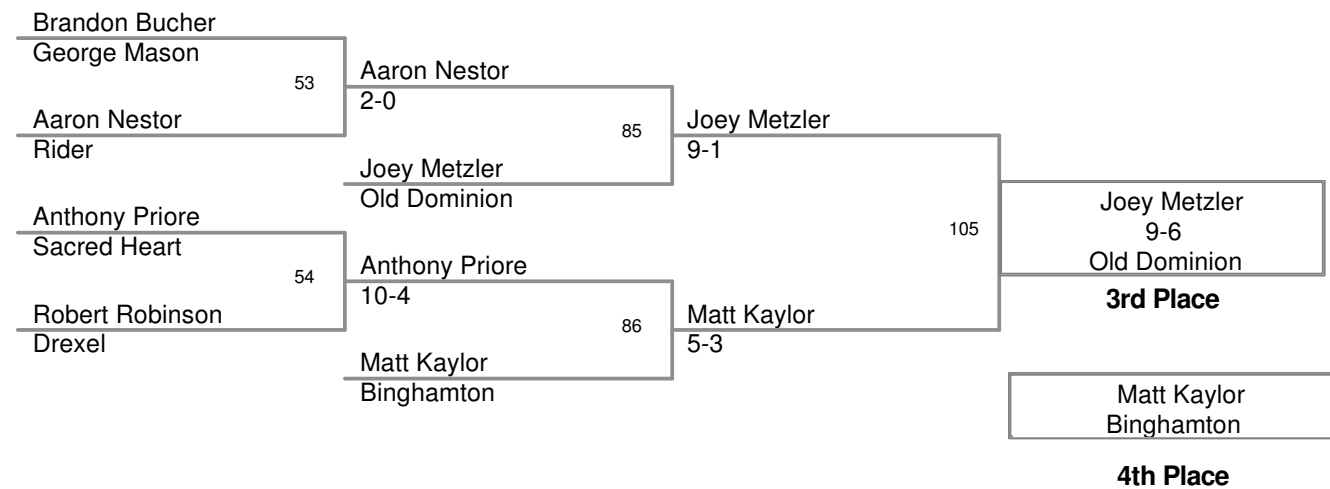 Brandon Bucher
George Mason
53
Aaron Nestor
Rider
Anthony Priore
Sacred Heart
54
Robert Robinson
Drexel
Aaron Nestor
2-0
85
Joey Metzler
Old Dominion
Anthony Priore
10-4
86
Matt Kaylor
Binghamton
Joey Metzler
9-1
105
Matt Kaylor
5-3
Joey Metzler
9-6
Old Dominion
3rd Place
Matt Kaylor
Binghamton
4th Place